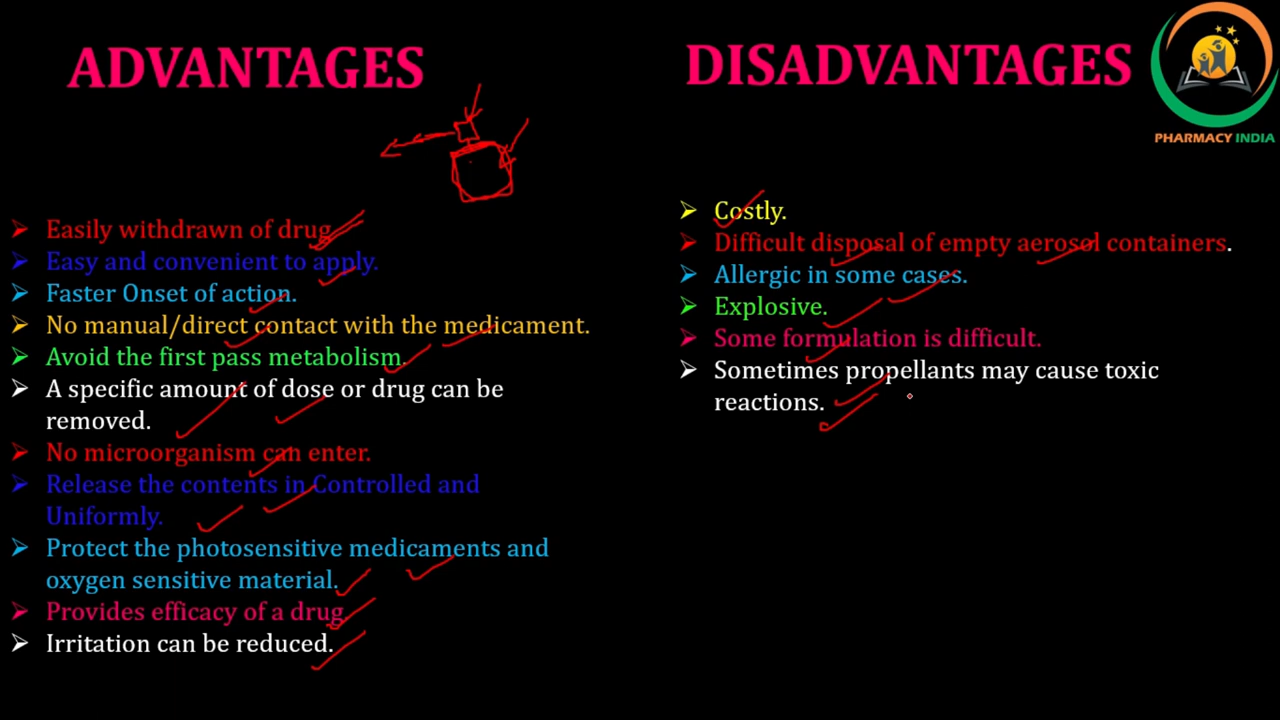 ADVANTAGES
Easily withdrawn of drug.
Easy and convenient to apply.
Faster Onset of action.
No manual/direct contact with the medicament.
Avoid the first pass metabolism.
A specific amount of dose or drug can be
removed.
No microorganism can enter.
Release the contents in Controlled and
Uniformly.
Protect the photosensitive medicaments and
oxygen sensitive material.
Provides efficacy of a drug.
Irritation can be reduced.
DISADVANTAGES
Costly.
Difficult disposal of empty aerosol containers.
Allergic in some cases.
Explosive.
Some formulation is difficult.
Sometimes propellants may cause toxic
reactions.
PHARMACY INDIA